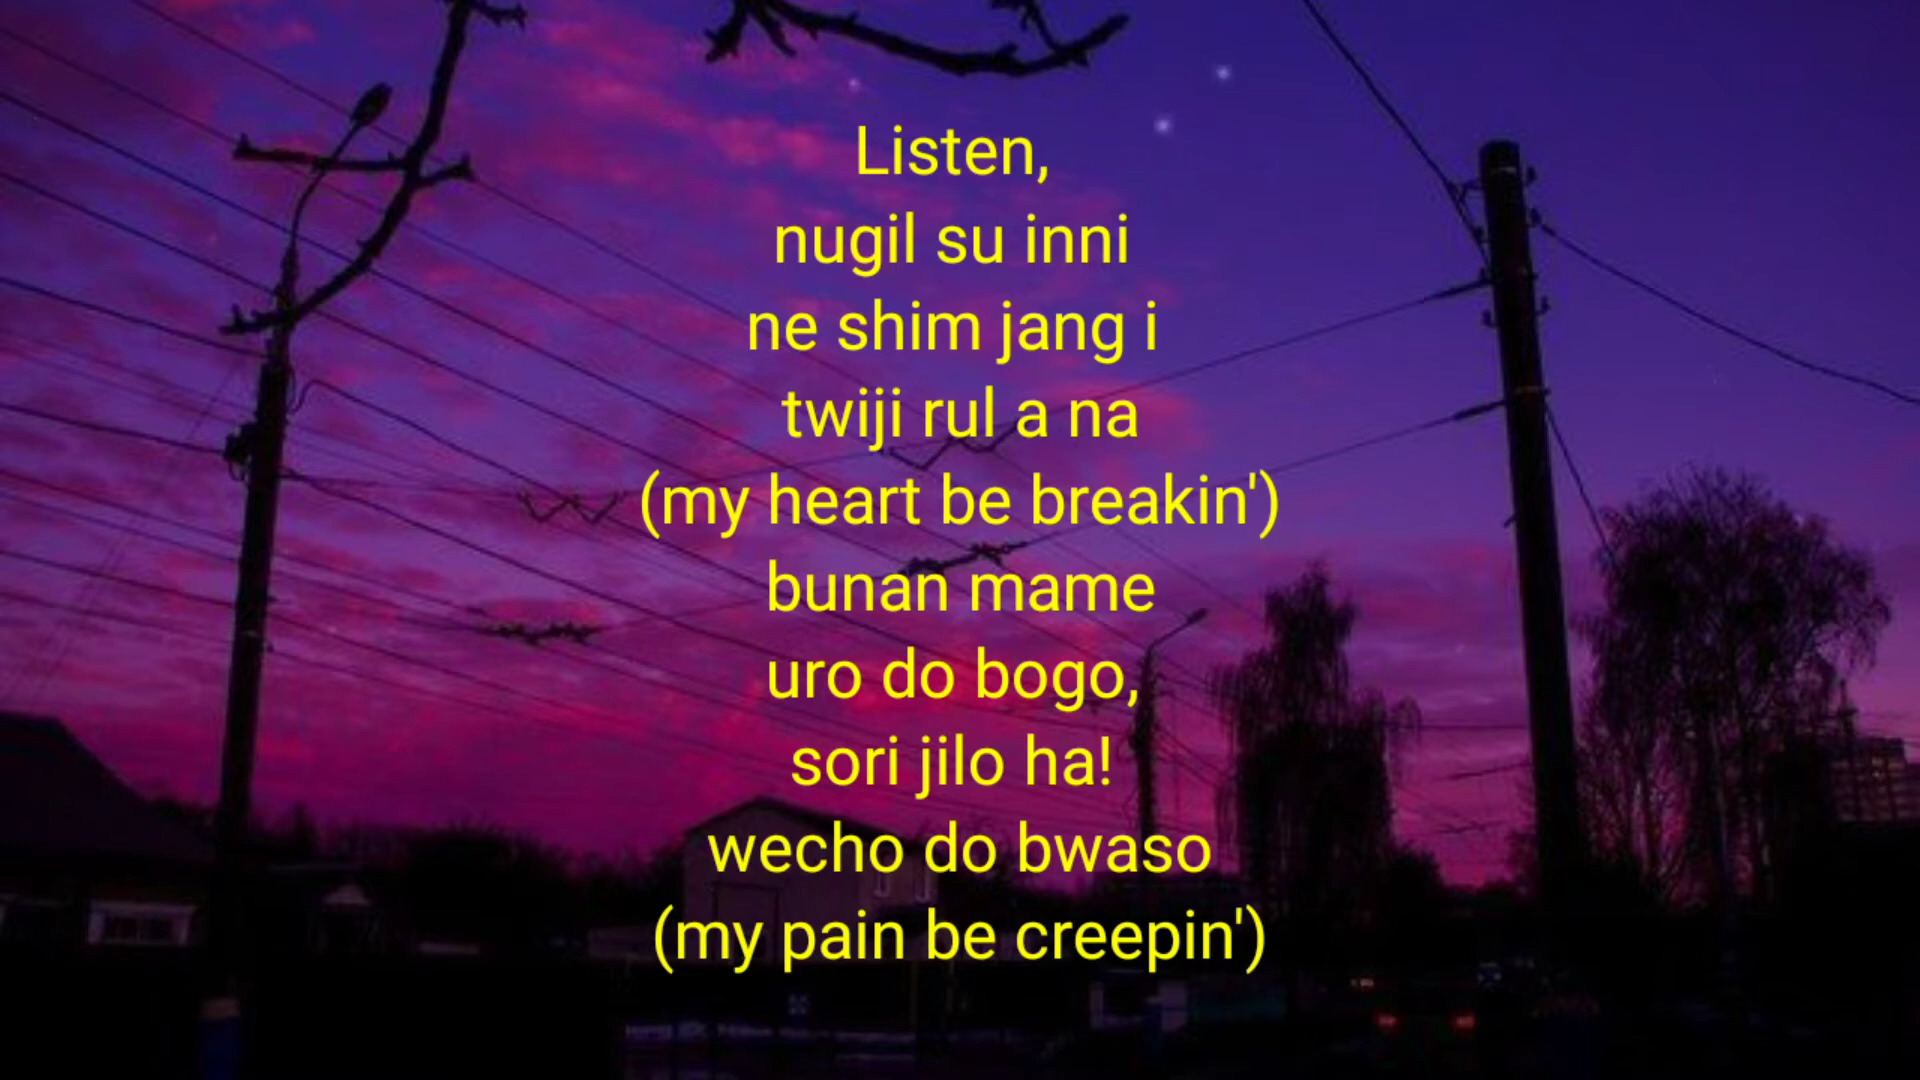 Listen,
nugil su inni
ne shim jang i
twiji rul a na
(my heart be breakin')
bunan mame
uro do bogo,
sori jilo ha!
wecho do bwaso
(my pain be creepin')